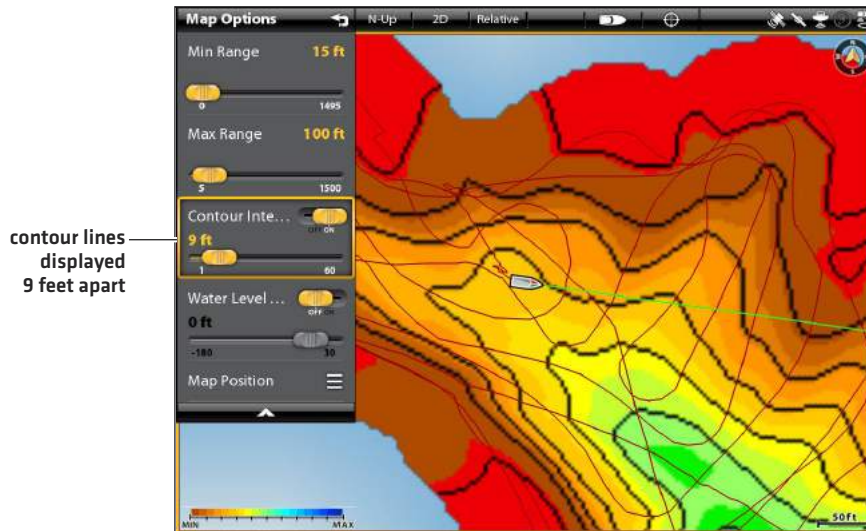 Map Options
N-Up
2D
Relative
Min Range
15 ft
0
1495
Max Range
100 ft
5
1500
contour lines
displayed
9 feet apart
Contour Inte...
OFF ON
9 ft
1
60
Water Level ...
OFF ON
0 ft
-180
30
Map Position
MIN
MAX
50 ft